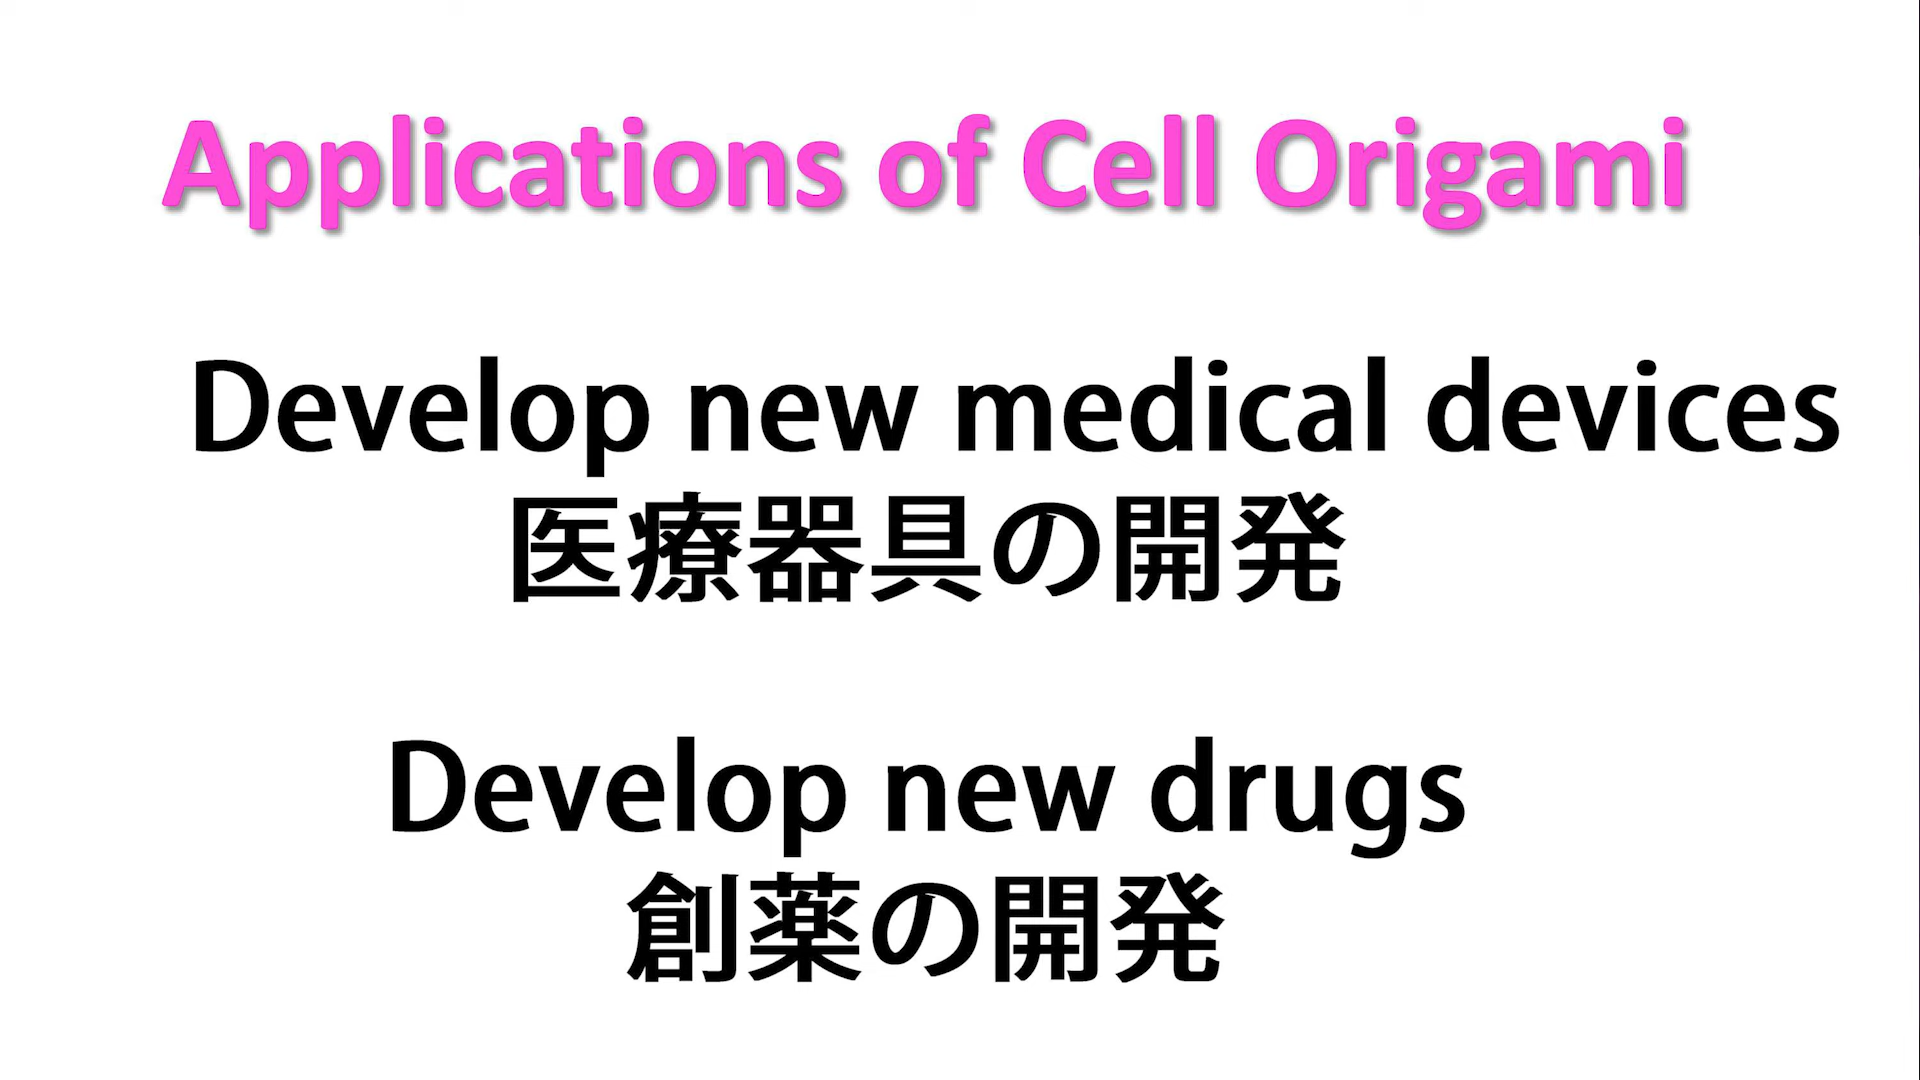 Applications of Cell Origami
Develop new medical devices
医療器具の開発
Develop new drugs
創薬の開発